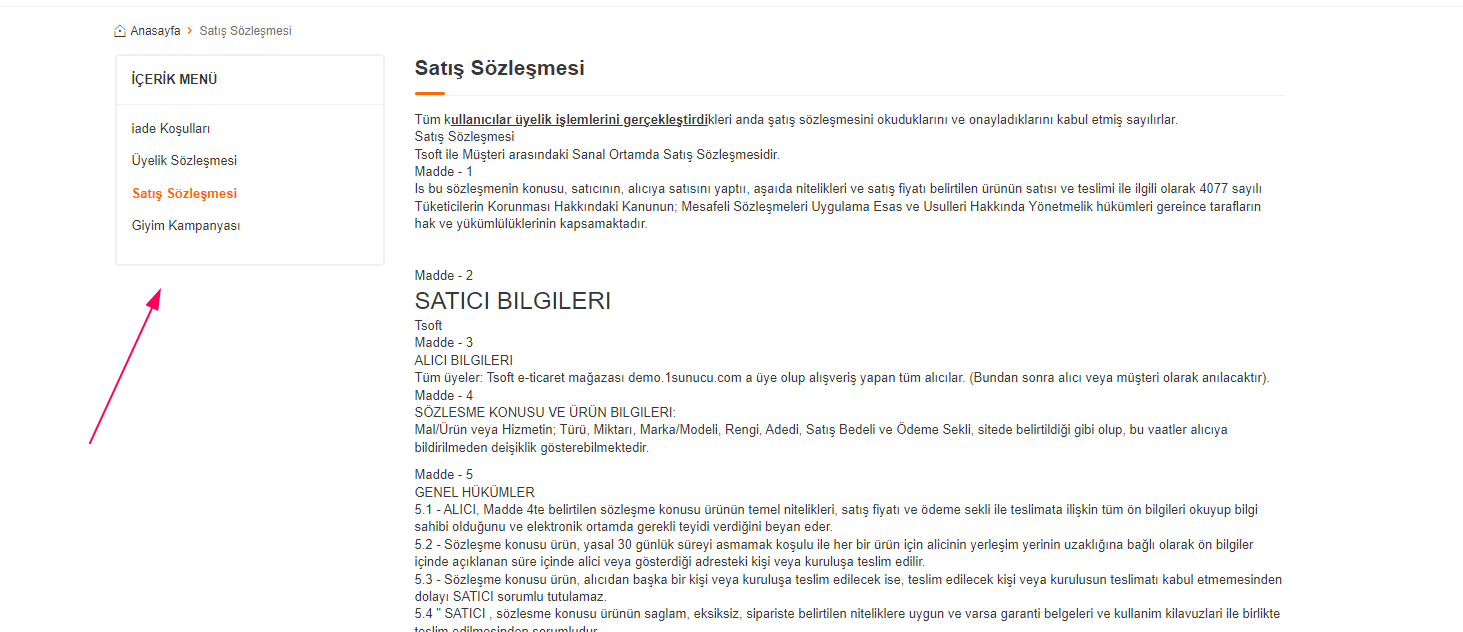 Anasayfa > Satış Sözleşmesi
İÇERİK MENÜ
İade Koşulları
Üyelik Sözleşmesi
Satış Sözleşmesi
Giyim Kampanyası
Satış Sözleşmesi
Tüm kullanıcılar üyelik işlemlerini gerçekleştirdikleri anda şatış sözleşmesini okuduklarını ve onayladıklarını kabul etmiş sayılırlar.
Satış Sözleşmesi
Tsoft ile Müşteri arasındaki Sanal Ortamda Satış Sözleşmesidir.
Madde - 1
Is bu sözleşmenin konusu, satıcının, alıcıya satısını yaptıı, aşaıda nitelikleri ve satış fiyatı belirtilen ürünün satısı ve teslimi ile ilgili olarak 4077 sayılı
Tüketicilerin Korunması Hakkındaki Kanunun; Mesafeli Sözleşmeleri Uygulama Esas ve Usulleri Hakkında Yönetmelik hükümleri gereince tarafların
hak ve yükümlülüklerinin kapsamaktadır.
Madde - 2
SATICI BILGILERI
Tsoft
Madde - 3
ALICI BILGILERI
Tüm üyeler: Tsoft e-ticaret mağazası demo.1sunucu.com a üye olup alışveriş yapan tüm alıcılar. (Bundan sonra alıcı veya müşteri olarak anılacaktır).
Madde - 4
SÖZLESME KONUSU VE ÜRÜN BILGILERI:
Mal/Ürün veya Hizmetin; Türü, Miktarı, Marka/Modeli, Rengi, Adedi, Satış Bedeli ve Ödeme Sekli, sitede belirtildiği gibi olup, bu vaatler alıcıya
bildirilmeden deişiklik gösterebilmektedir.
Madde - 5
GENEL HÜKÜMLER
5.1 - ALICI, Madde 4te belirtilen sözleşme konusu ürünün temel nitelikleri, satış fiyatı ve ödeme sekli ile teslimata ilişkin tüm ön bilgileri okuyup bilgi
sahibi olduğunu ve elektronik ortamda gerekli teyidi verdiğini beyan eder.
5.2 - Sözleşme konusu ürün, yasal 30 günlük süreyi asmamak koşulu ile her bir ürün için alicinin yerleşim yerinin uzaklığına bağlı olarak ön bilgiler
içinde açıklanan süre içinde alici veya gösterdiği adresteki kişi veya kuruluşa teslim edilir.
5.3 - Sözleşme konusu ürün, alıcıdan başka bir kişi veya kuruluşa teslim edilecek ise, teslim edilecek kişi veya kurulusun teslimatı kabul etmemesinden
dolayı SATICI sorumlu tutulamaz.
5.4 " SATICI , sözlesme konusu ürünün saglam, eksiksiz, sipariste belirtilen niteliklere uygun ve varsa garanti belgeleri ve kullanim kilavuzlari ile birlikte
teslim edilmesinden sorumludur.